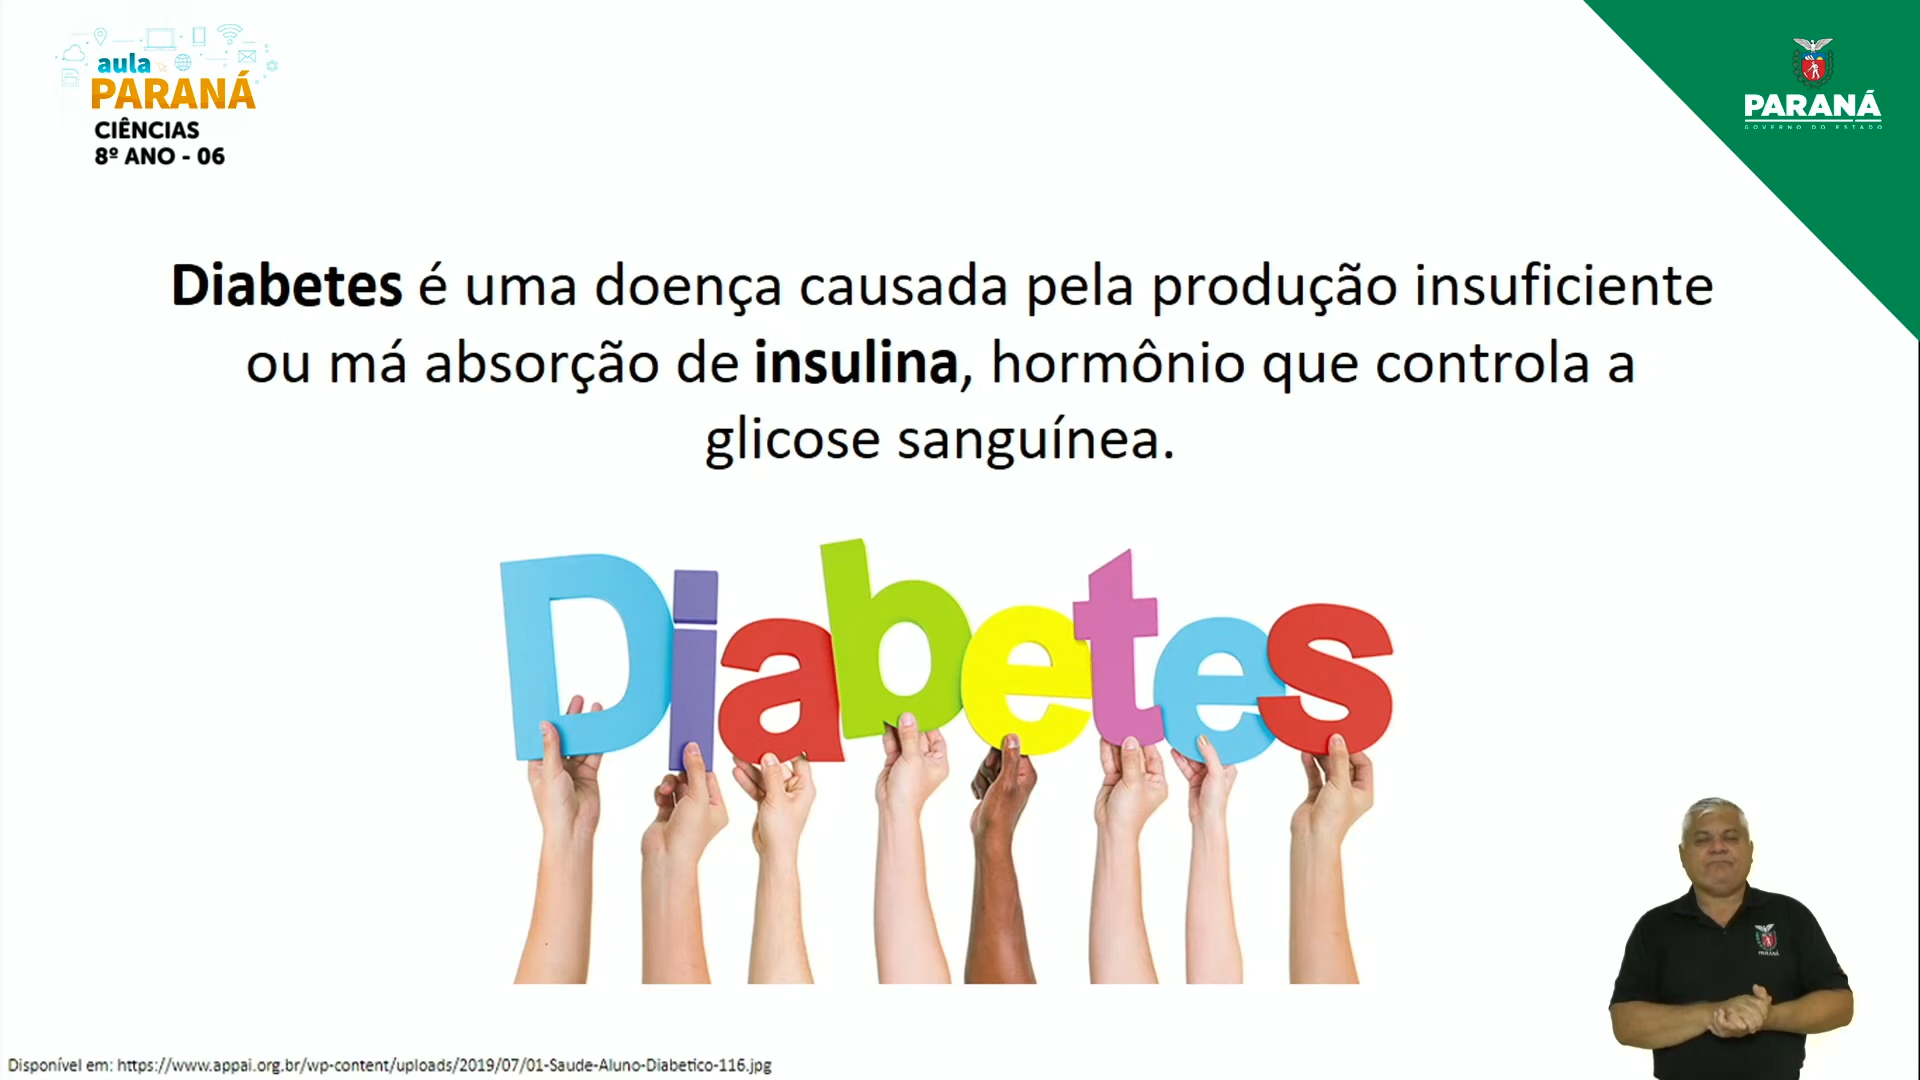 aula
PARANÁ
CIÊNCIAS
8º ANO - 06
PARANÁ
GOVERNO DO ESTADO
Diabetes é uma doença causada pela produção insuficiente
ou má absorção de insulina, hormônio que controla a
glicose sanguínea.
Diabetes
PARANÁ
Disponível em: https://www.appai.org.br/wp-content/uploads/2019/07/01-Saude-Aluno-Diabetico-116.jpg